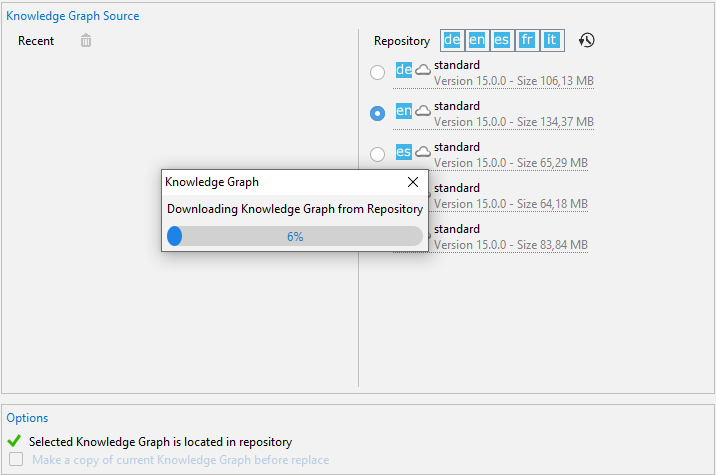 Knowledge Graph Source
Recent
Repository de en es fr it
de standard
Version 15.0.0 - Size 106,13 MB
en standard
Version 15.0.0 - Size 134,37 MB
es standard
Version 15.0.0 - Size 65,29 MB
standard
Version 15.0.0 - Size 64,18 MB
standard
Version 15.0.0 - Size 83,84 MB
Knowledge Graph
Downloading Knowledge Graph from Repository
6%
Options
Selected Knowledge Graph is located in repository
Make a copy of current Knowledge Graph before replace